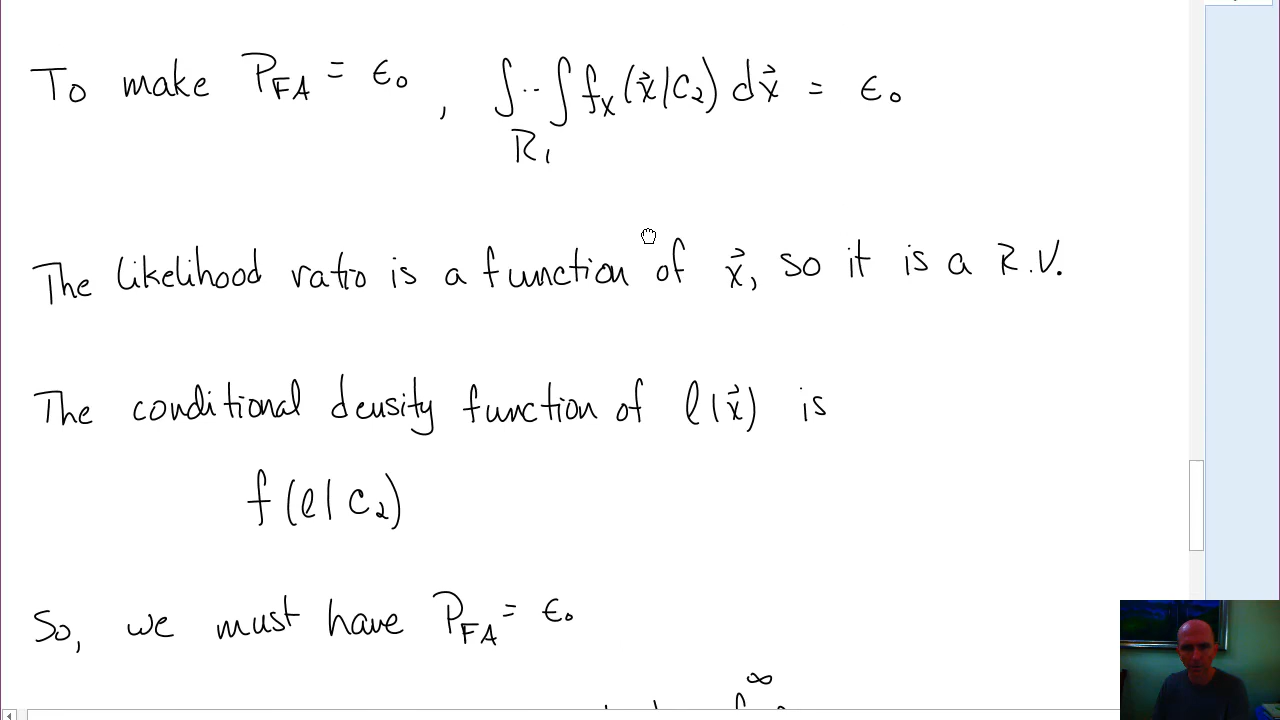 To make P_FA = ϵ₀, ∫··∫ f_X(x⃗|C₂) dx⃗ = ϵ₀
R₁
The likelihood ratio is a function of x⃗, so it is a R.V.
The conditional density function of l(x⃗) is
f(l|C₂)
So, we must have P_FA = ϵ₀
∞